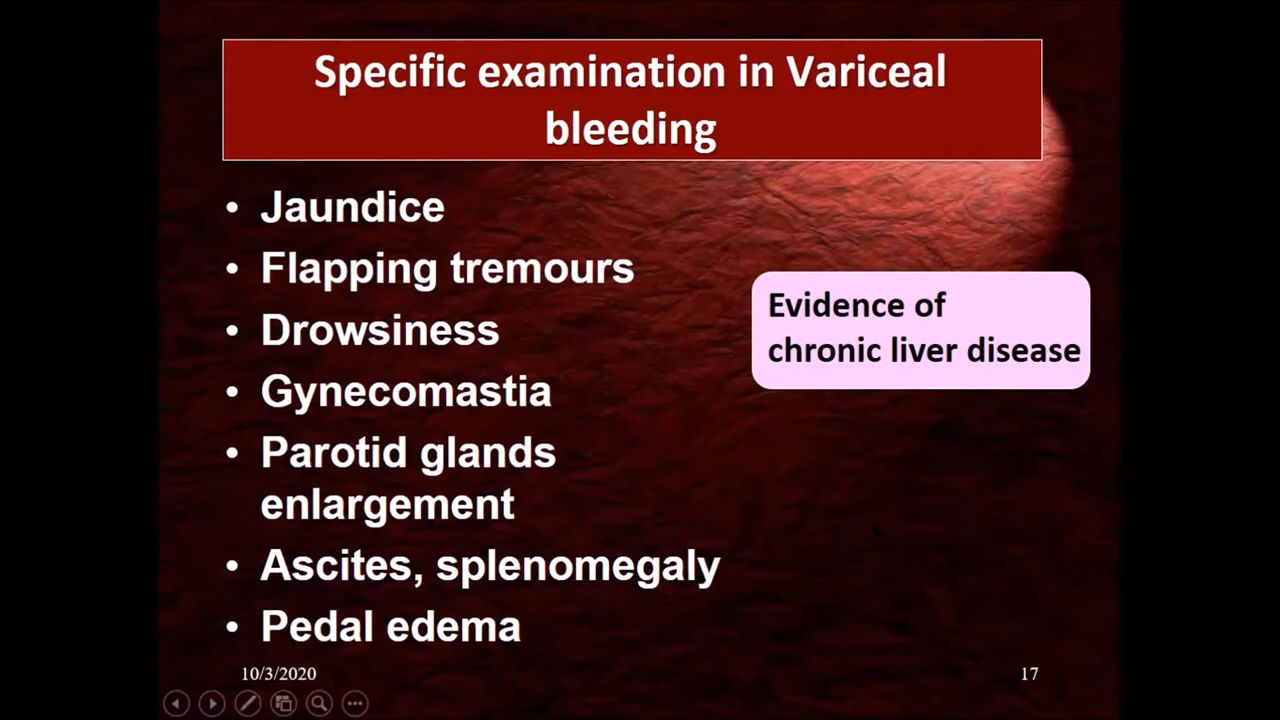 Specific examination in Variceal
bleeding
• Jaundice
• Flapping tremours
• Drowsiness
• Gynecomastia
• Parotid glands
enlargement
• Ascites, splenomegaly
• Pedal edema
Evidence of
chronic liver disease
10/3/2020
17